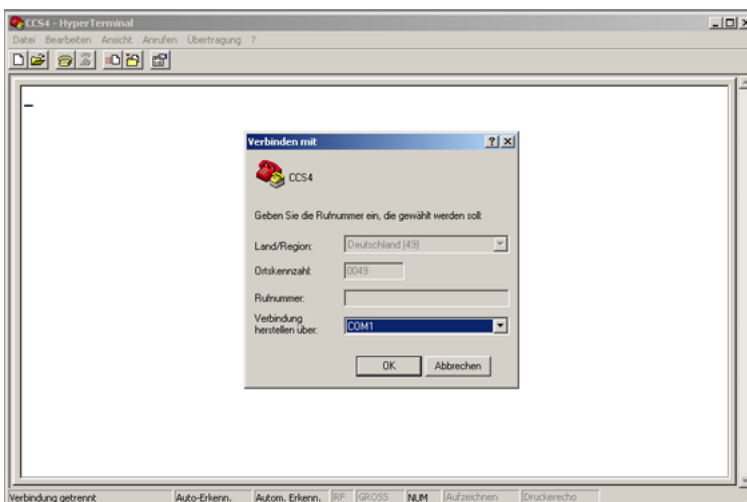 CCS4 - HyperTerminal
Datei Bearbeiten Ansicht Anrufen Übertragung ?
Verbinden mit
CCS4
Geben Sie die Rufnummer ein, die gewählt werden soll:
Land/Region: Deutschland (49)
Ortskennzahl: 0049
Rufnummer:
Verbindung
herstellen über: COM1
OK Abbrechen
Verbindung getrennt Auto-Erkenn. Autom. Erkenn. RF GROSS NUM Aufzeichnen Druckerecho